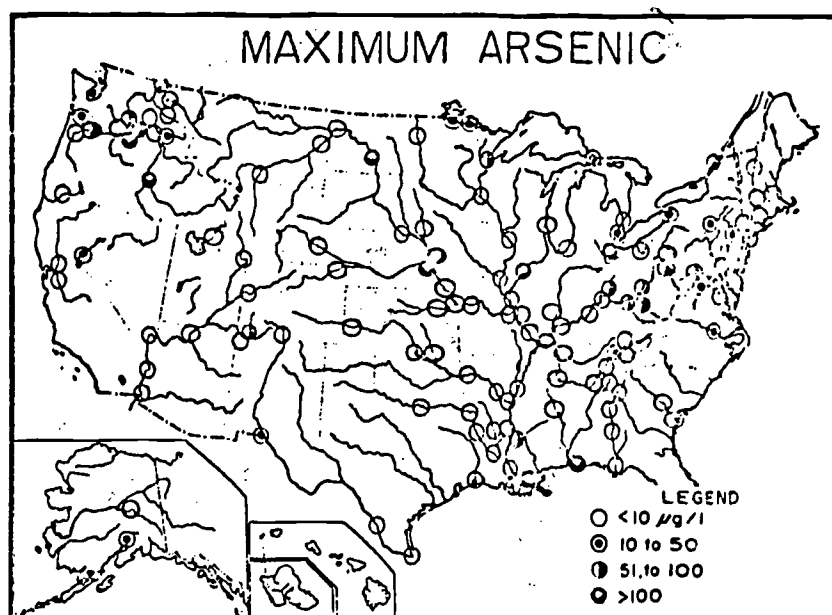 MAXIMUM ARSENIC
LEGEND
<10 µg/l
10 to 50
51, to 100
>100